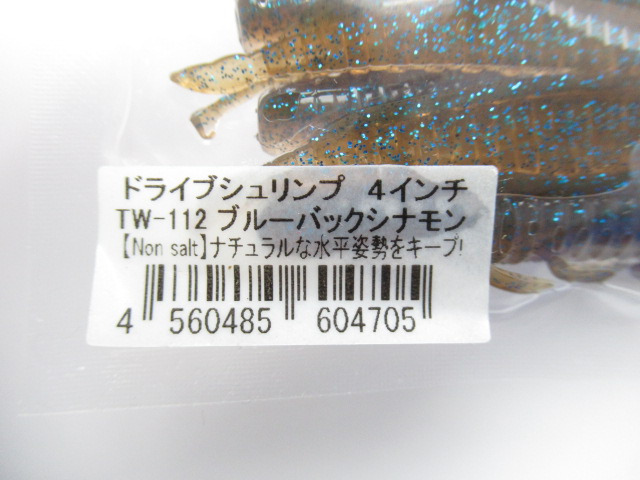 ドライブシュリンプ 4インチ
TW-112 ブルーバックシナモン
【Non salt】ナチュラルな水平姿勢をキープ!
4 560485 604705